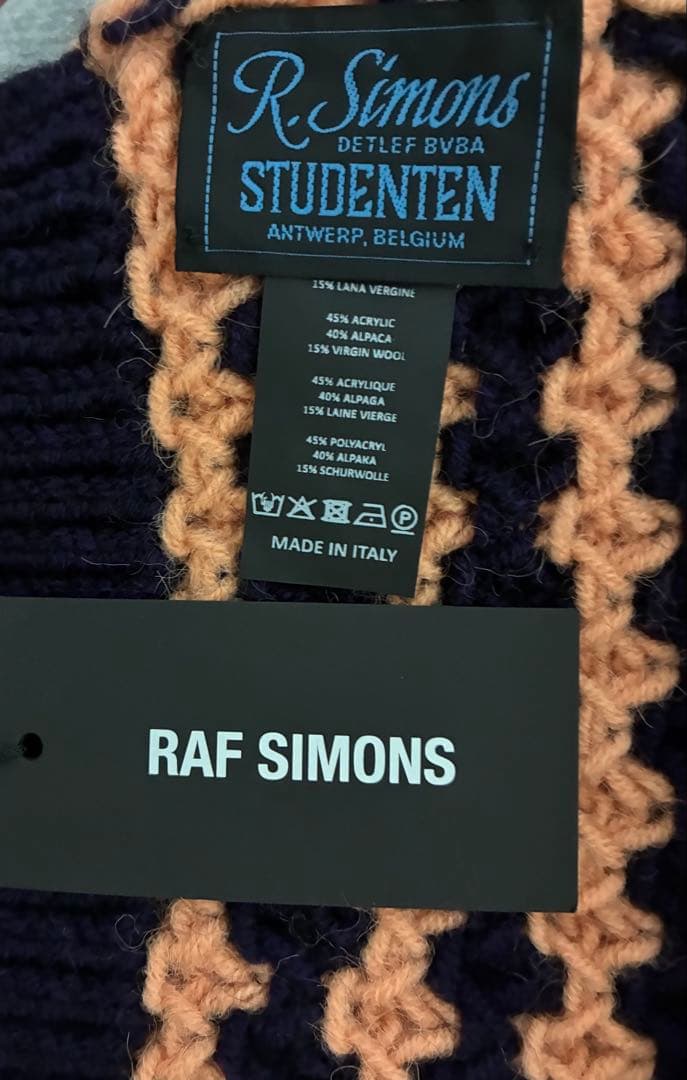 R. Simons
DETLEF BVBA
STUDENTEN
ANTWERP, BELGIUM
15% LANA VERGINE
45% ACRYLIC
40% ALPACA
15% VIRGIN WOOL
45% ACRYLIQUE
40% ALPAGA
15% LAINE VIERGE
45% POLYACRYL
40% ALPAKA
15% SCHURWOLLE
P
MADE IN ITALY
RAF SIMONS